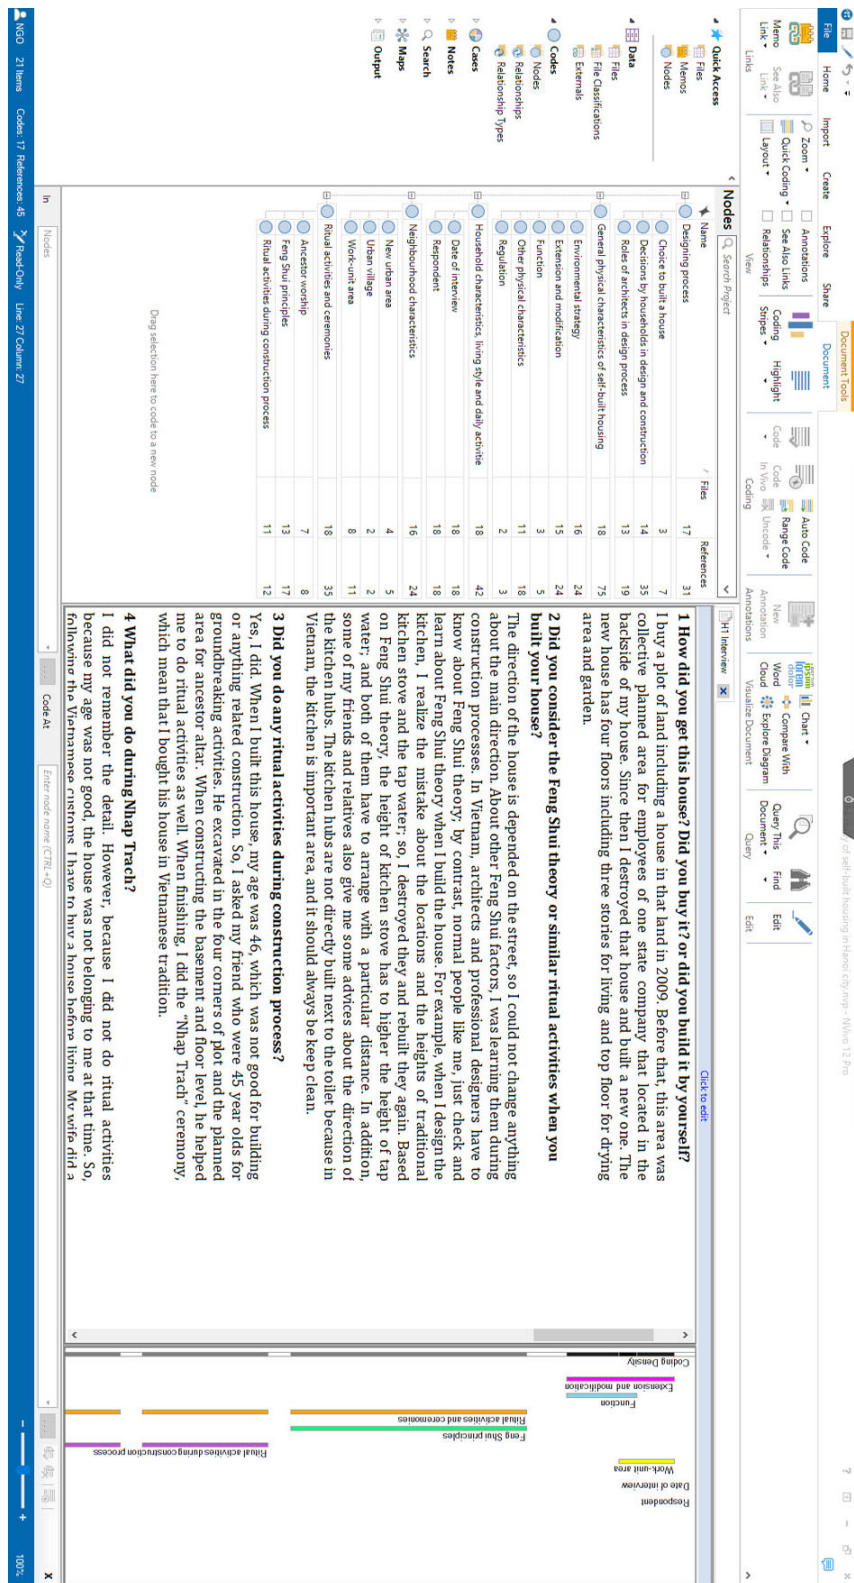 Document Tools
of self-built housing in Hanoi city.nvp - NVivo 12 Pro
File Home Import Create Explore Share Document
Memo Link
See Also Link
Links
Zoom
Quick Coding
Layout
Annotations
See Also Links
Relationships
View
Coding Stripes
Highlight
Code
Code In Vivo
Auto Code
Range Code
Uncode
Coding
New Annotation
Annotations
Word Cloud
Chart
Compare With
Explore Diagram
Visualize Document
Query This Document
Find
Query
Edit
Edit
Quick Access
Files
Memos
Nodes
Data
Files
File Classifications
Externals
Codes
Nodes
Relationships
Relationship Types
Cases
Notes
Search
Maps
Output
Nodes
Search Project
Name Files References
Designing process 17 31
Choice to built a house 3 7
Decisions by households in design and construction 14 35
Roles of architects in design process 13 19
General physical characteristics of self-built housing 18 75
Environmental strategy 16 24
Extension and modification 15 24
Function 3 5
Other physical characteristics 11 18
Regulation 2 3
Household characteristics, living style and daily activitie 18 42
Date of interview 18 18
Respondent 18 18
Neighbourhood characteristics 16 24
New urban area 4 5
Urban village 2 2
Work-unit area 8 11
Ritual activities and ceremonies 18 35
Ancestor worship 7 8
Feng Shui principles 13 17
Ritual activities during construction process 11 12
Drag selection here to code to a new node
H1 Interview
Click to edit
1 How did you get this house? Did you buy it? or did you build it by yourself?
I buy a plot of land including a house in that land in 2009. Before that, this area was
collective planned area for employees of one state company that located in the
backside of my house. Since then I destroyed that house and built a new one. The
new house has four floors including three stories for living and top floor for drying
area and garden.
2 Did you consider the Feng Shui theory or similar ritual activities when you
built your house?
The direction of the house is depended on the street, so I could not change anything
about the main direction. About other Feng Shui factors, I was learning them during
construction processes. In Vietnam, architects and professional designers have to
know about Feng Shui theory; by contrast, normal people like me, just check and
learn about Feng Shui theory when I build the house. For example, when I design the
kitchen, I realize the mistake about the locations and the heights of traditional
kitchen stove and the tap water; so, I destroyed they and rebuilt they again. Based
on Feng Shui theory, the height of kitchen stove has to higher the height of tap
water; and both of them have to arrange with a particular distance. In addition,
some of my friends and relatives also give me some advices about the direction of
the kitchen hubs. The kitchen hubs are not directly built next to the toilet because in
Vietnam, the kitchen is important area, and it should always be keep clean.
3 Did you do any ritual activities during construction process?
Yes, I did. When I built this house, my age was 46, which was not good for building
or anything related construction. So, I asked my friend who were 45 year olds for
groundbreaking activities. He excavated in the four corners of plot and the planned
area for ancestor altar. When constructing the basement and floor level, he helped
me to do ritual activities as well. When finishing, I did the "Nhap Trach" ceremony,
which mean that I bought his house in Vietnamese tradition.
4 What did you do during Nhap Trach?
I did not remember the detail. However, because I did not do ritual activities
because my age was not good, the house was not belonging to me at that time. So,
following the Vietnamese customs, I have to buy a house before living. My wife did a
Coding Density
Extension and modification
Function
Ritual activities and ceremonies
Feng Shui principles
Ritual activities during construction process
Work-unit area
Date of interview
Respondent
In Nodes Code At Enter node name (CTRL+Q)
NGO 21 Items Codes: 17 References: 45 Read-Only Line: 27 Column: 27 100%